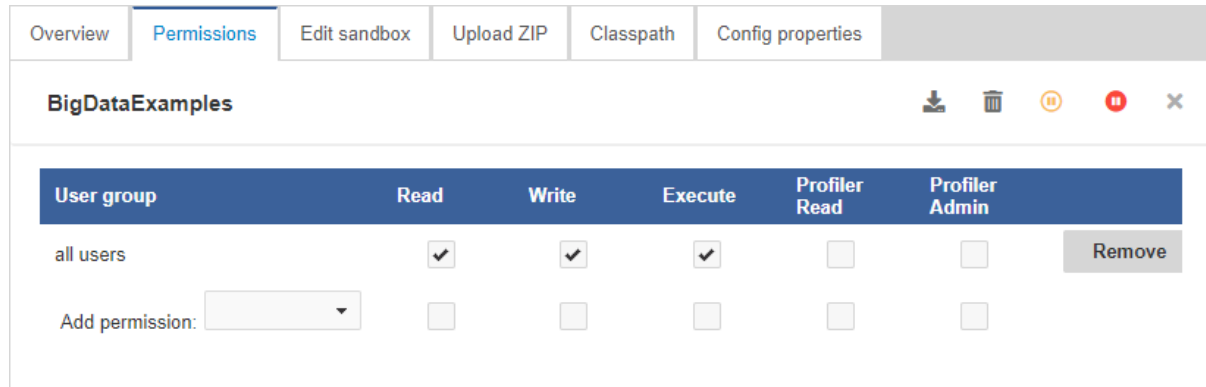 Overview Permissions Edit sandbox Upload ZIP Classpath Config properties
BigDataExamples
User group Read Write Execute Profiler Read Profiler Admin
all users Remove
Add permission: